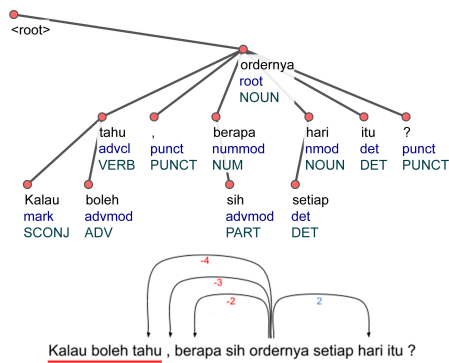 <root>
ordernya
root
NOUN
tahu , berapa hari itu ?
advcl punct nummod nmod det punct
VERB PUNCT NUM NOUN DET PUNCT
Kalau boleh sih setiap
mark advmod advmod det
SCONJ ADV PART DET
-4
-3
-2 2
Kalau boleh tahu , berapa sih ordernya setiap hari itu ?